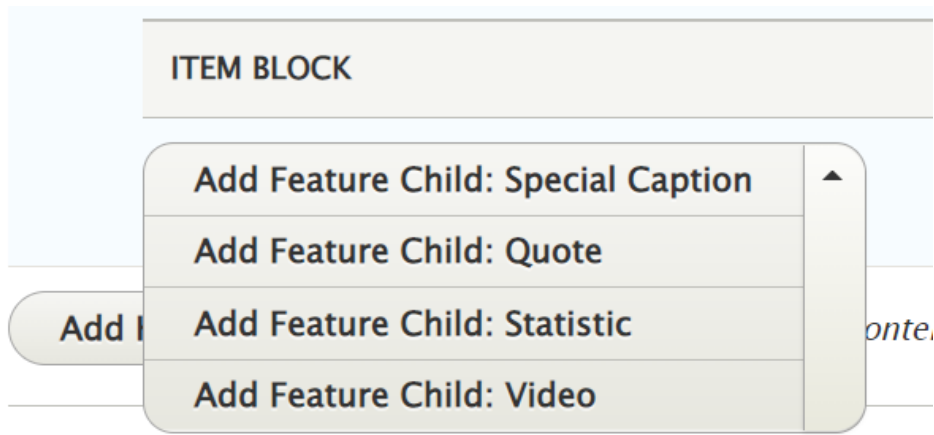 ITEM BLOCK
Add Feature Child: Special Caption
Add Feature Child: Quote
Add Feature Child: Statistic
Add
Add Feature Child: Video